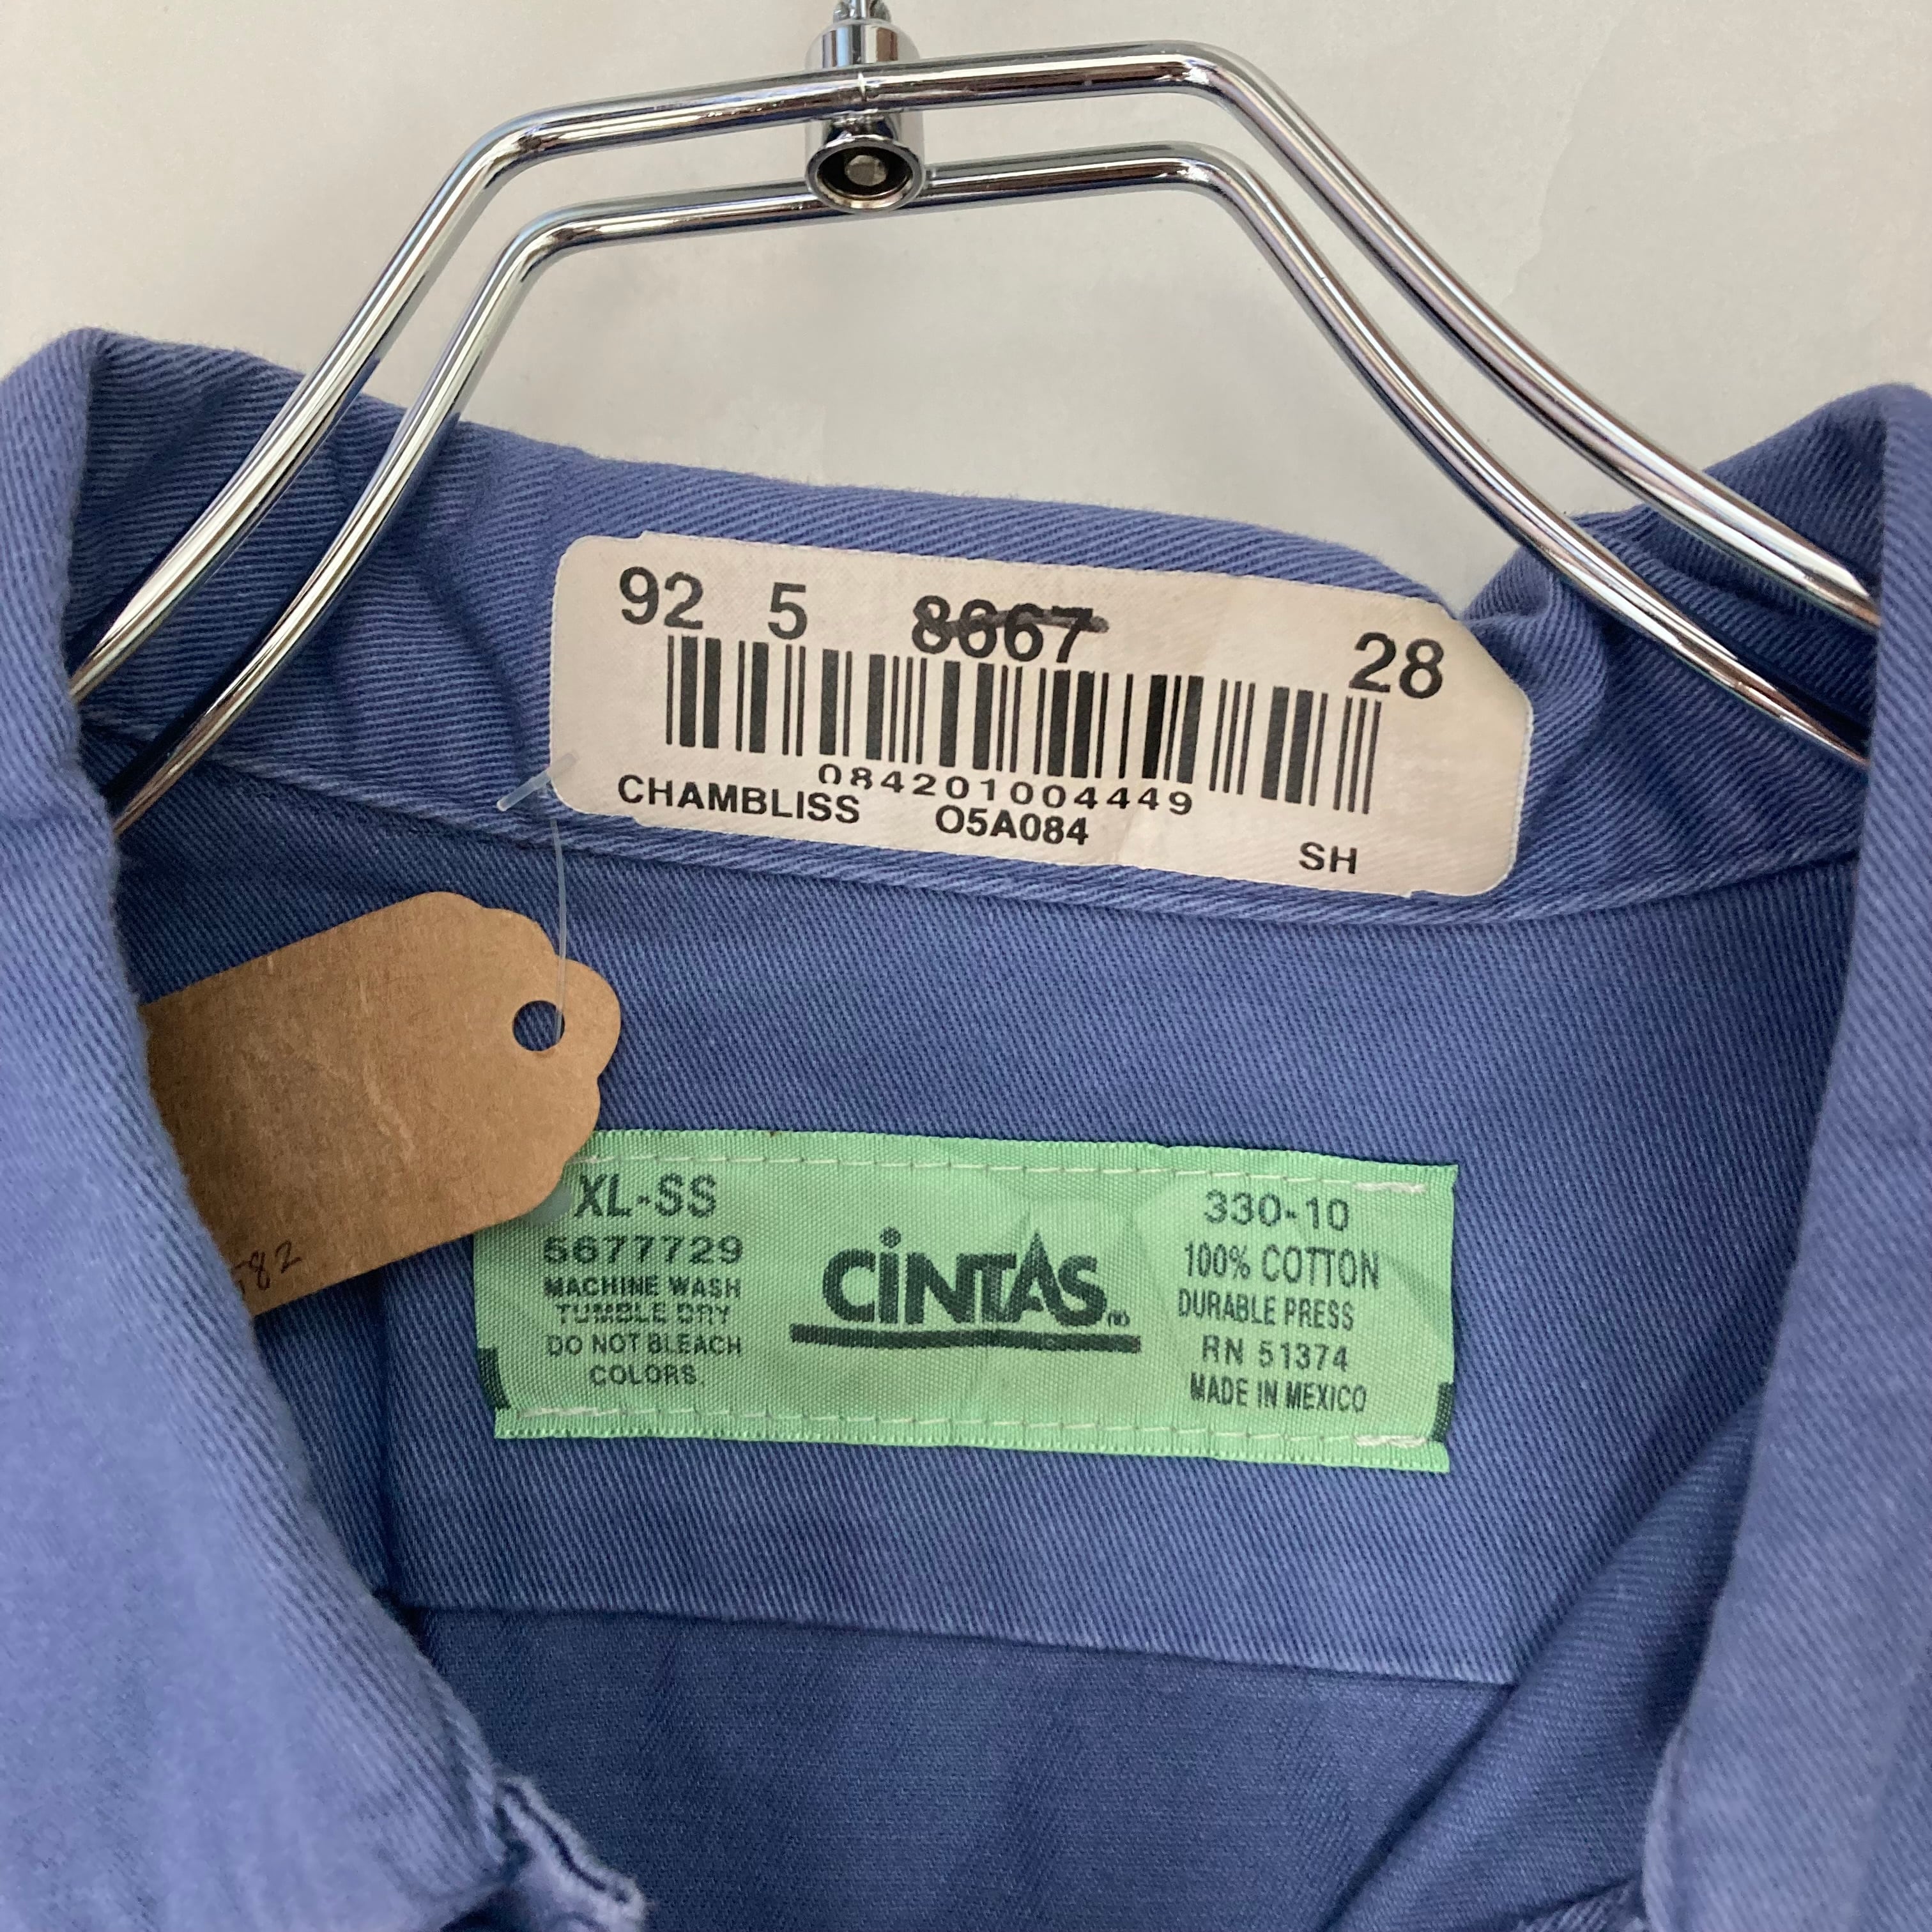 92 5 8667 28
084201004449
CHAMBLISS O5A084 SH
XL-SS
5677729
MACHINE WASH
TUMBLE DRY
DO NOT BLEACH
COLORS.
CiNTAS
330-10
100% COTTON
DURABLE PRESS
RN 51374
MADE IN MEXICO